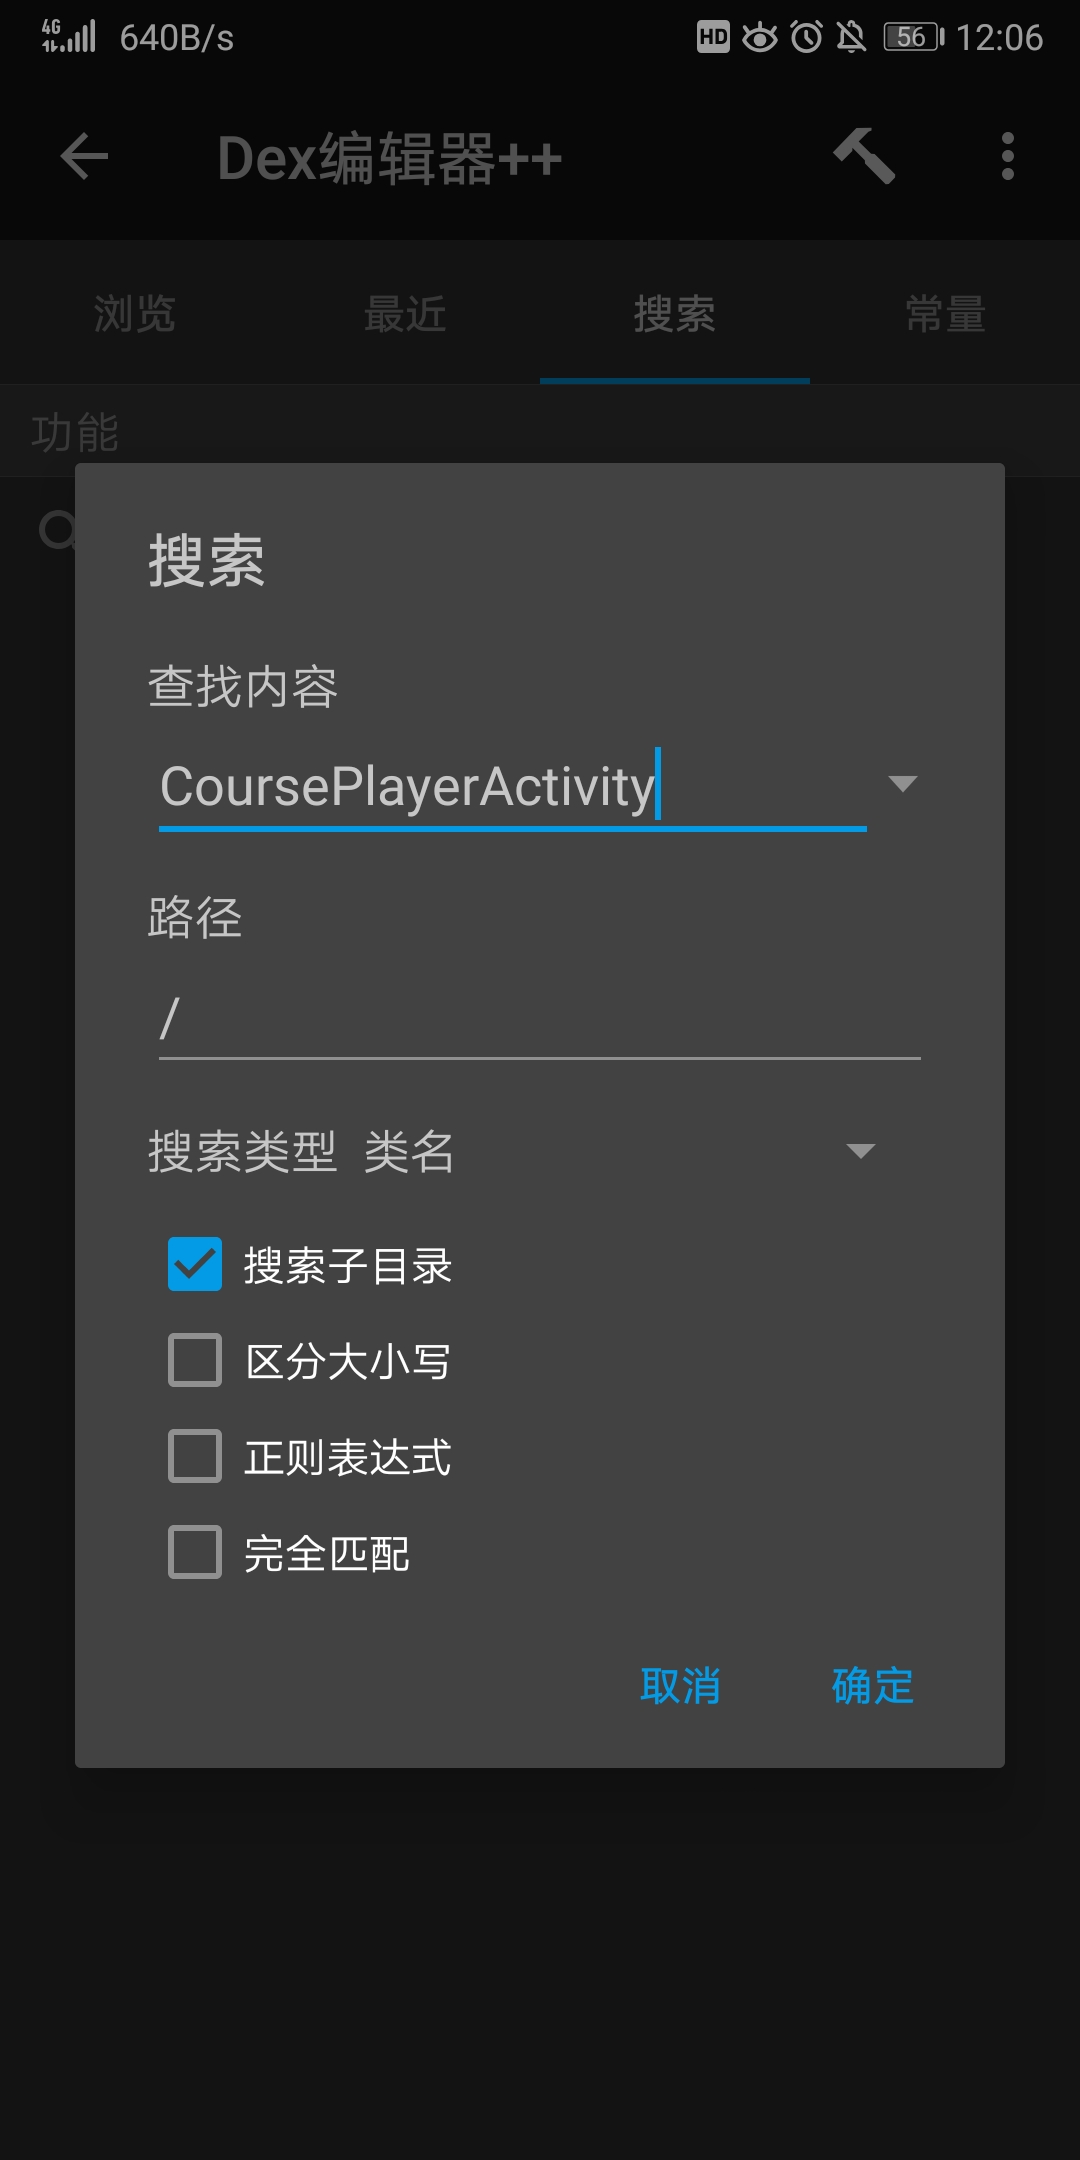 4G 640B/s HD 56 12:06
Dex编辑器++
浏览 最近 搜索 常量
功能
搜索
查找内容
CoursePlayerActivity
路径
/
搜索类型 类名
搜索子目录
区分大小写
正则表达式
完全匹配
取消 确定